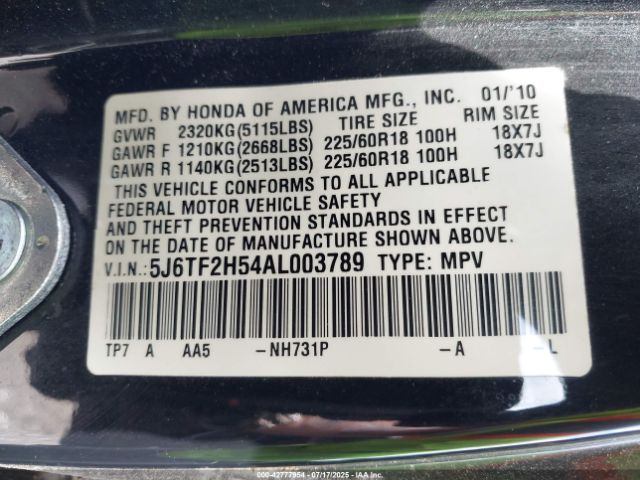 MFD. BY HONDA OF AMERICA MFG., INC. 01/'10
GVWR 2320KG(5115LBS) TIRE SIZE RIM SIZE
GAWR F 1210KG(2668LBS) 225/60R18 100H 18X7J
GAWR R 1140KG(2513LBS) 225/60R18 100H 18X7J
THIS VEHICLE CONFORMS TO ALL APPLICABLE
FEDERAL MOTOR VEHICLE SAFETY
AND THEFT PREVENTION STANDARDS IN EFFECT
ON THE DATE OF MANUFACTURE SHOWN ABOVE.
V.I.N.: 5J6TF2H54AL003789 TYPE: MPV
TP7 A AA5 -NH731P -A -L
000-42777954 - 07/17/2025 - IAA Inc.